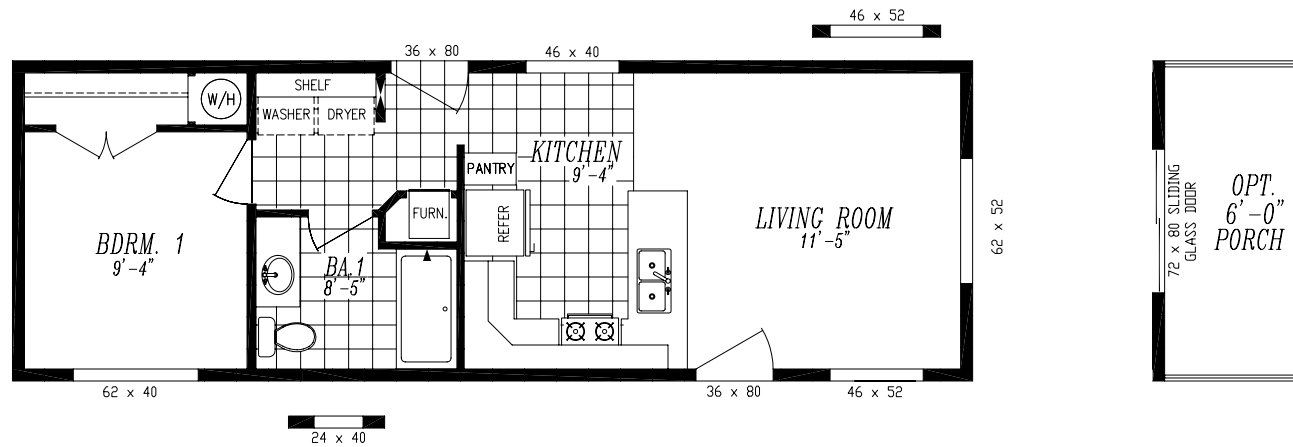 46 x 52
36 x 80
46 x 40
SHELF
W/H
WASHER
DRYER
KITCHEN
9'-4"
PANTRY
REFER
FURN.
LIVING ROOM
11'-5"
62 x 52
72 x 80 SLIDING
GLASS DOOR
OPT.
6'-0"
PORCH
BDRM. 1
9'-4"
BA.1
8'-5"
62 x 40
36 x 80
46 x 52
24 x 40